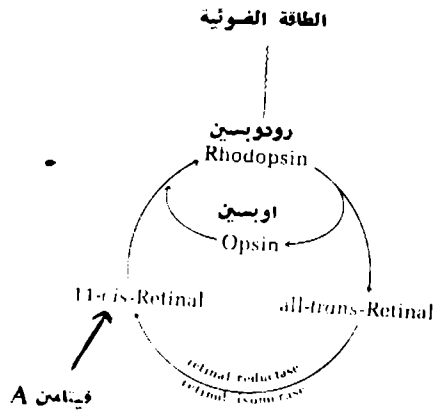 الطاقة الضوئية
رودوبسين
Rhodopsin
اوبسين
Opsin
11-cis-Retinal
all-trans-Retinal
retinal reductase
retinal isomerase
فيتامين A